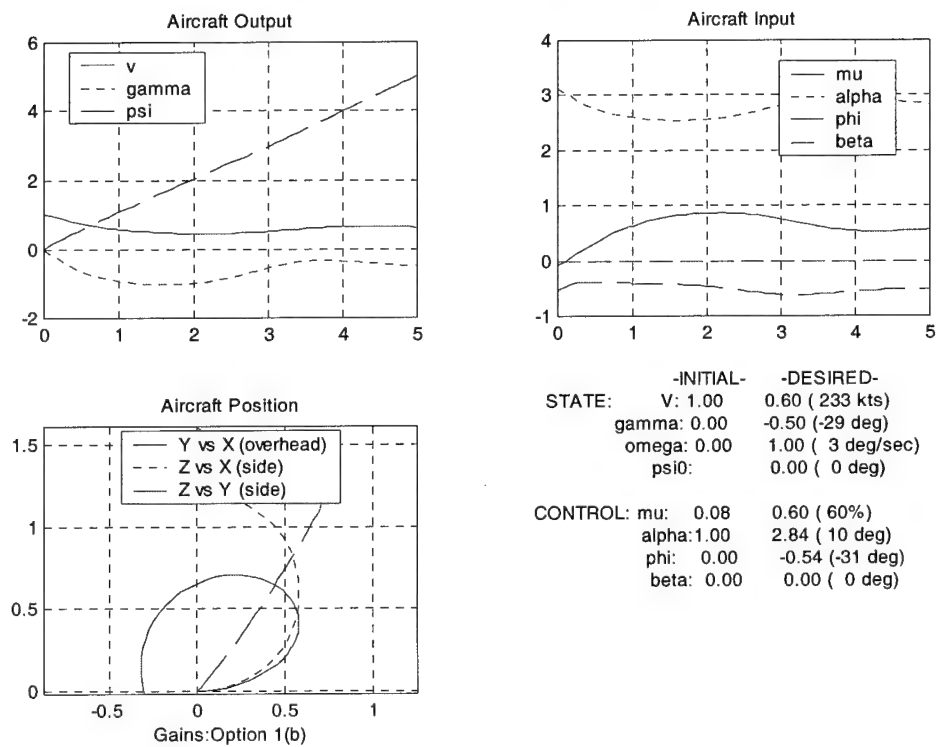 Aircraft Output
6
4
2
0
-2
0 1 2 3 4 5
v
gamma
psi
Aircraft Input
4
3
2
1
0
-1
0 1 2 3 4 5
mu
alpha
phi
beta
Aircraft Position
1.5
1
0.5
0
-0.5 0 0.5 1
Y vs X (overhead)
Z vs X (side)
Z vs Y (side)
Gains:Option 1(b)
-INITIAL- -DESIRED-
STATE: V: 1.00 0.60 ( 233 kts)
gamma: 0.00 -0.50 (-29 deg)
omega: 0.00 1.00 ( 3 deg/sec)
psi0: 0.00 ( 0 deg)
CONTROL: mu: 0.08 0.60 ( 60%)
alpha:1.00 2.84 ( 10 deg)
phi: 0.00 -0.54 (-31 deg)
beta: 0.00 0.00 ( 0 deg)